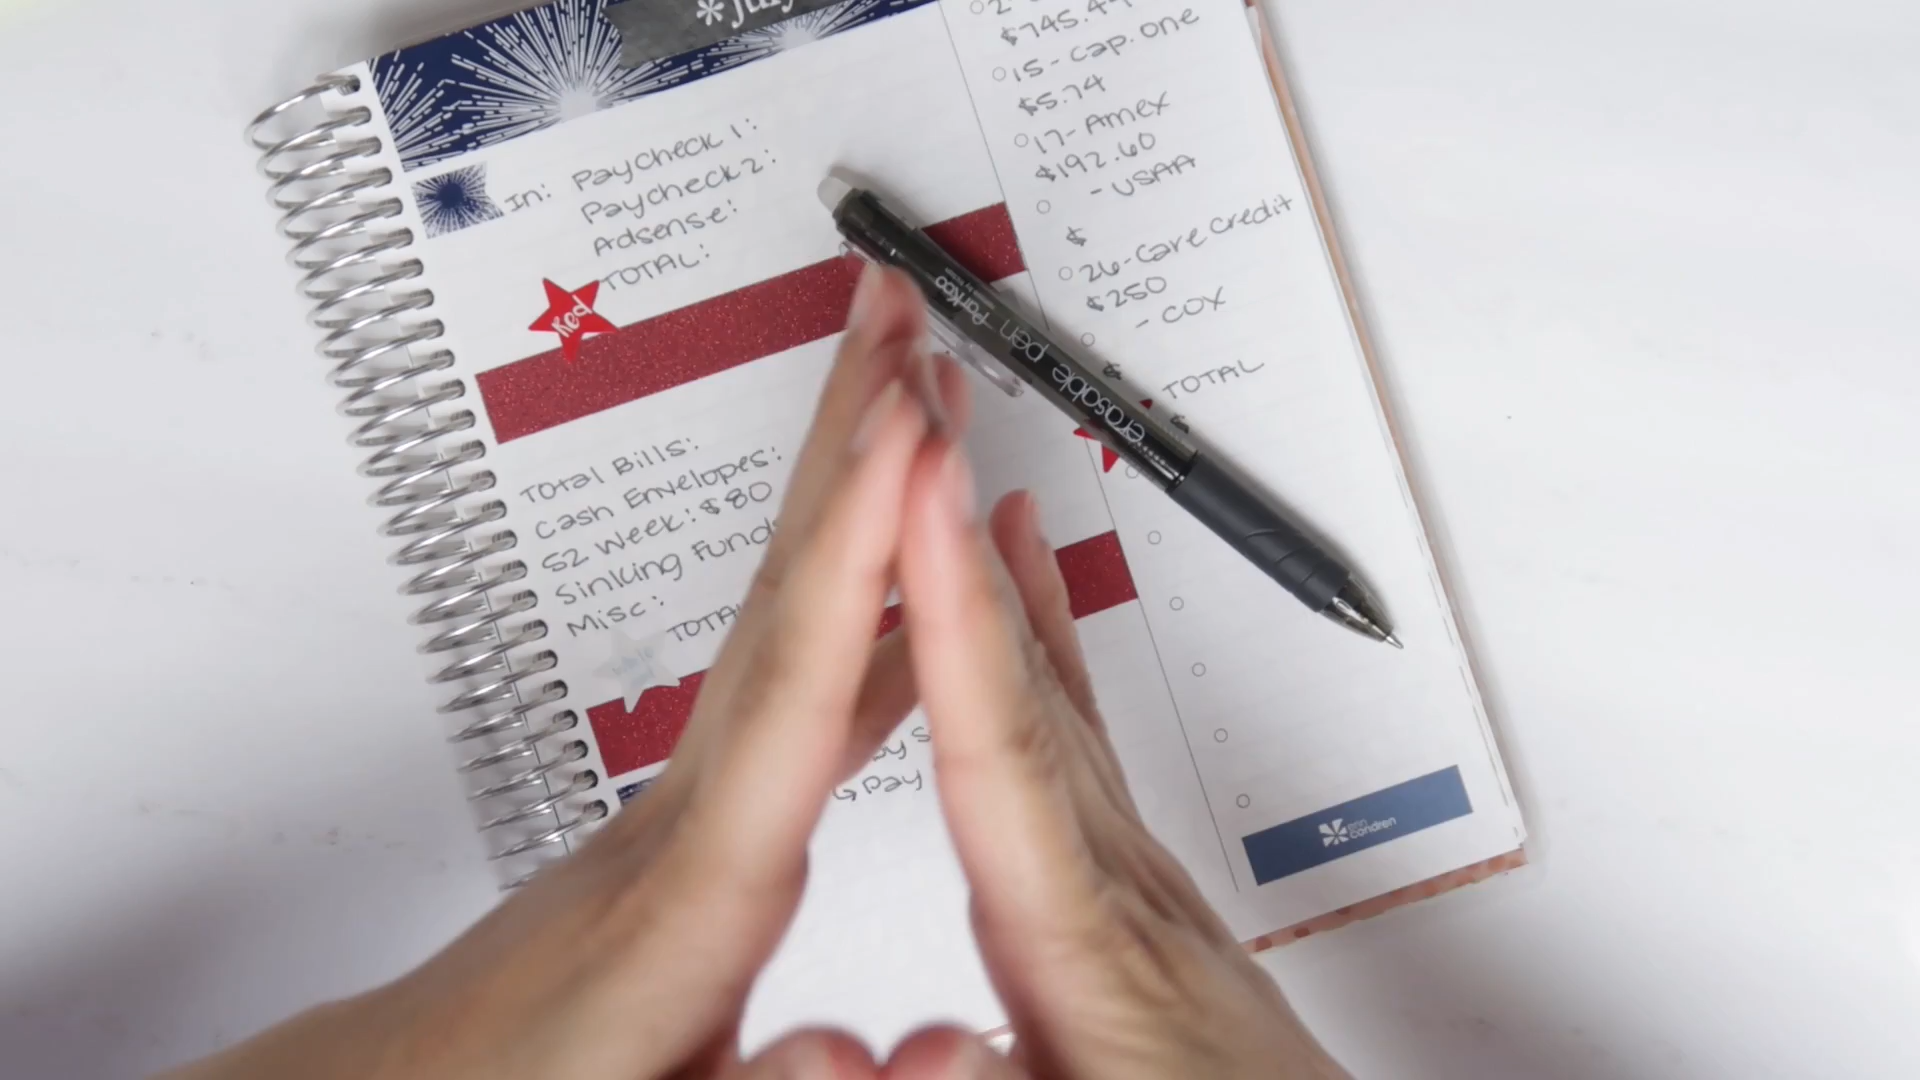 *July
In: Paycheck 1:
Paycheck 2:
Adsense:
TOTAL:
Red
Total Bills:
Cash Envelopes:
52 Week: $80
Sinking Fund
Misc:
TOTAL
↳ Pay
$745.44
15 - Cap. One
$5.74
17 - Amex
$192.60
- USAA
$
26 - Care Credit
$250
- COX
$
TOTAL
$
erin condren
erasable pen ParKoo